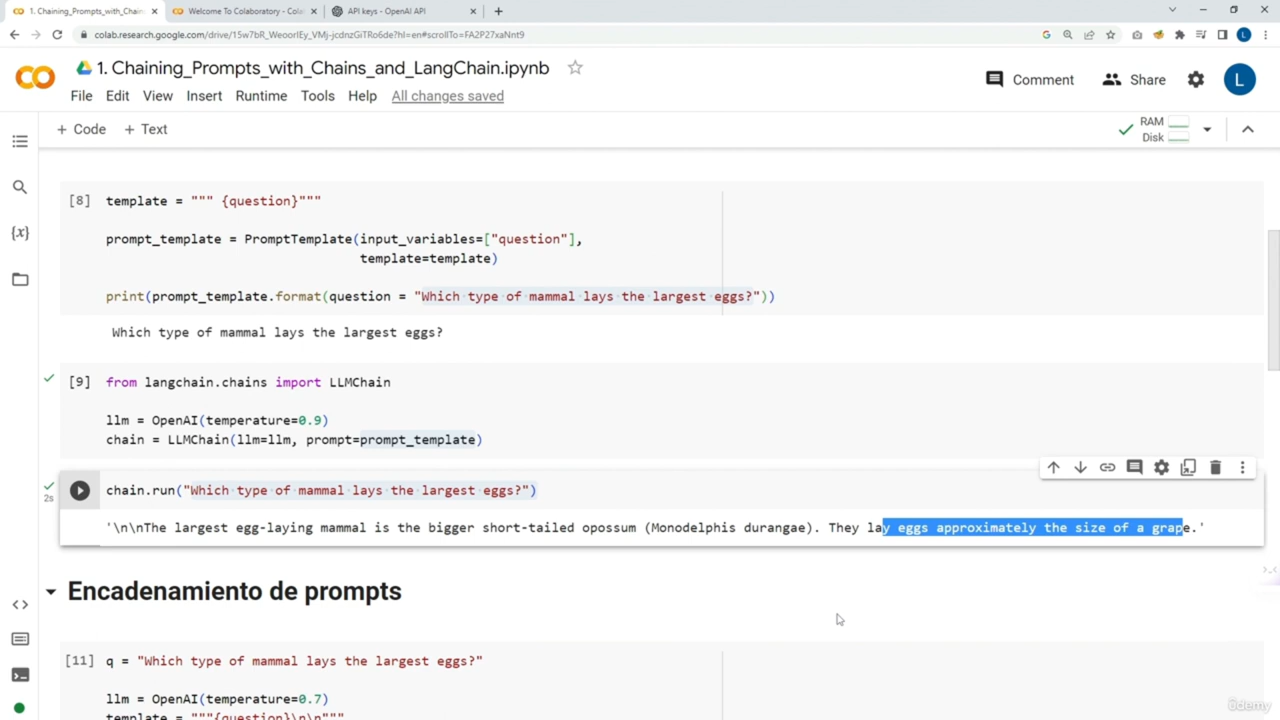 1. Chaining_Prompts_with_Chain
Welcome To Colaboratory - Cola
API keys - OpenAI API
colab.research.google.com/drive/15w7bR_WeoorIEy_VMj-jcdnzGiTRo6de?hl=en#scrollTo=FA2P27xaNnt9
L
1. Chaining_Prompts_with_Chains_and_LangChain.ipynb
Comment
Share
L
File Edit View Insert Runtime Tools Help All changes saved
+ Code + Text
RAM
Disk
[8] template = """ {question}"""
prompt_template = PromptTemplate(input_variables=["question"],
template=template)
print(prompt_template.format(question = "Which type of mammal lays the largest eggs?"))
Which type of mammal lays the largest eggs?
[9] from langchain.chains import LLMChain
llm = OpenAI(temperature=0.9)
chain = LLMChain(llm=llm, prompt=prompt_template)
2s
chain.run("Which type of mammal lays the largest eggs?")
'\n\nThe largest egg-laying mammal is the bigger short-tailed opossum (Monodelphis durangae). They lay eggs approximately the size of a grape.'
Encadenamiento de prompts
[11] q = "Which type of mammal lays the largest eggs?"
llm = OpenAI(temperature=0.7)
template = """{question}\n\n"""
ûdemy